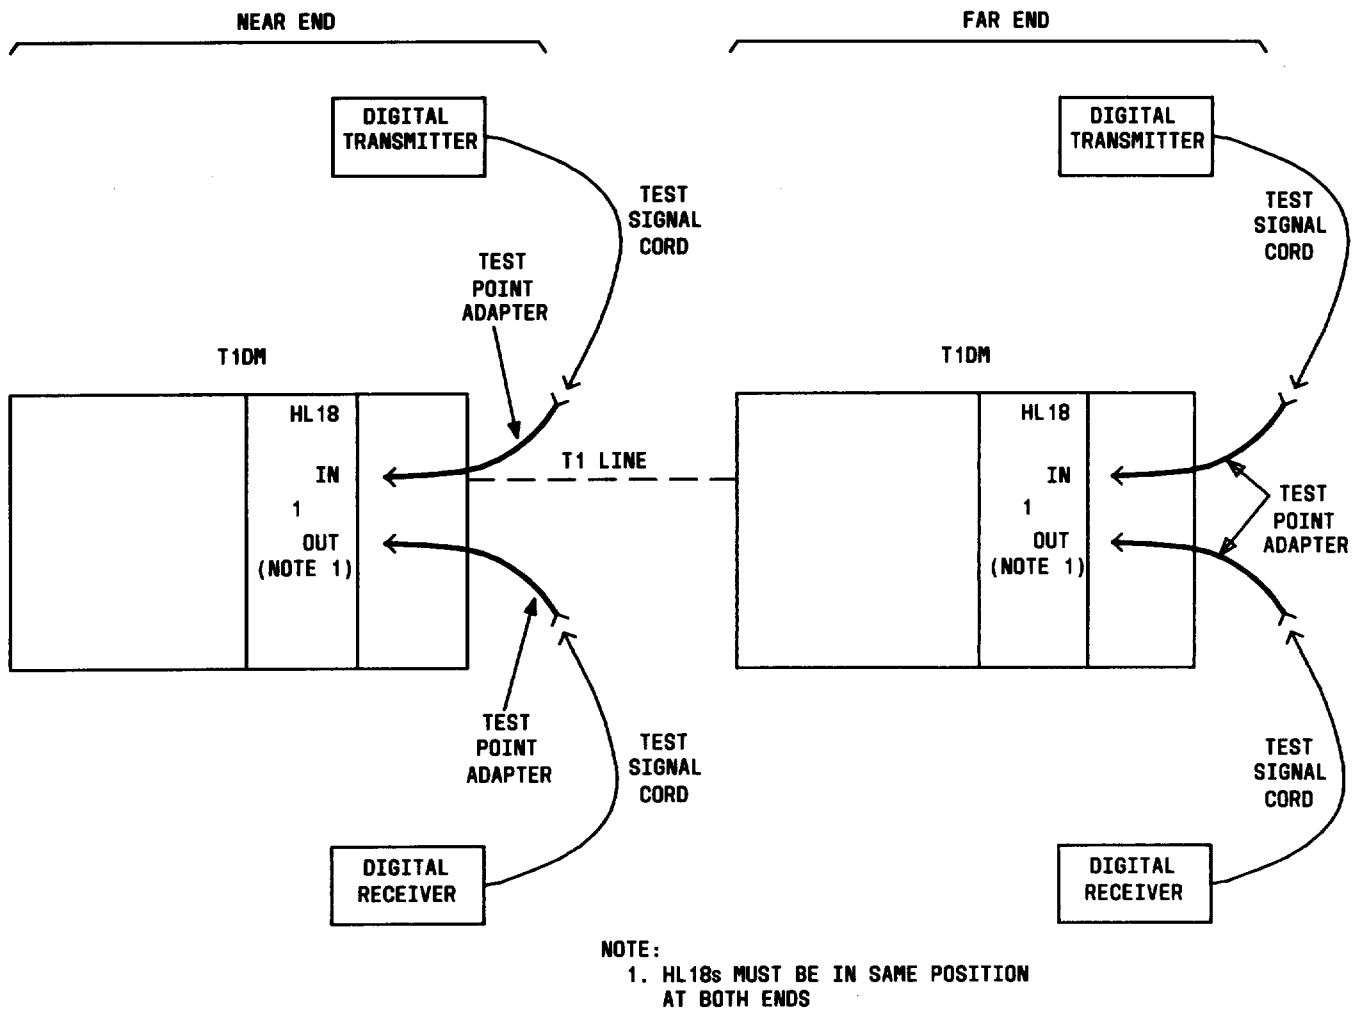 NEAR END
FAR END
DIGITAL
TRANSMITTER
DIGITAL
TRANSMITTER
TEST
SIGNAL
CORD
TEST
SIGNAL
CORD
TEST
POINT
ADAPTER
T1DM
T1DM
HL18
IN
1
OUT
(NOTE 1)
T1 LINE
HL18
IN
1
OUT
(NOTE 1)
TEST
POINT
ADAPTER
TEST
POINT
ADAPTER
TEST
SIGNAL
CORD
TEST
SIGNAL
CORD
DIGITAL
RECEIVER
DIGITAL
RECEIVER
NOTE:
1. HL18s MUST BE IN SAME POSITION
AT BOTH ENDS